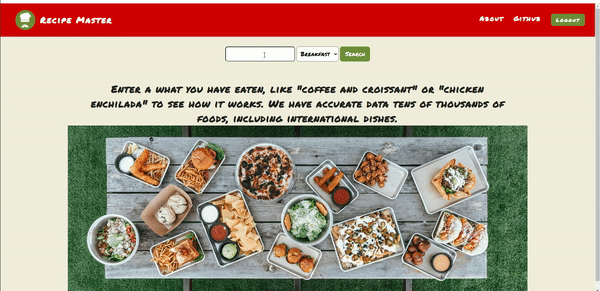 Recipe Master
About Github Logout
Breakfast Search
Enter a what you have eaten, like "coffee and croissant" or "chicken
enchilada" to see how it works. We have accurate data tens of thousands of
foods, including international dishes.